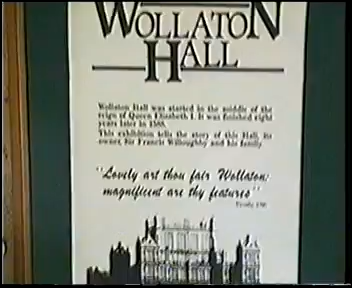 WOLLATON
HALL
Wollaton Hall was started in the middle of the
reign of Queen Elizabeth I. It was finished eight
years later in 1588.
This exhibition tells the story of this Hall, its
owner, Sir Francis Willoughby and his family.
"Lovely art thou fair Wollaton;
magnificent are thy features"